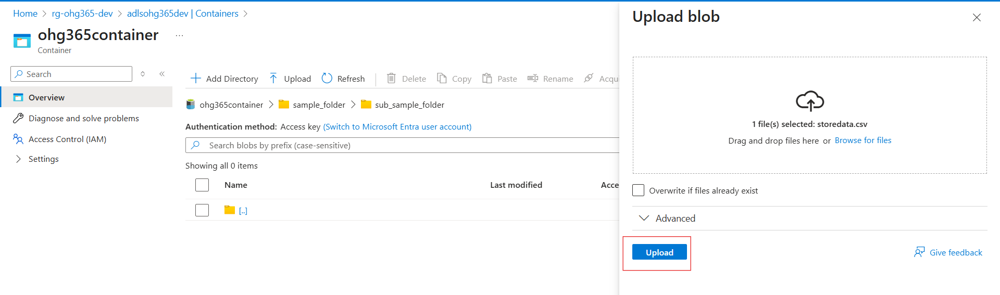 Home > rg-ohg365-dev > adlsohg365dev | Containers >
ohg365container ...
Container
Search
Overview
Diagnose and solve problems
Access Control (IAM)
Settings
Add Directory Upload Refresh Delete Copy Paste Rename Acqu
ohg365container > sample_folder > sub_sample_folder
Authentication method: Access key (Switch to Microsoft Entra user account)
Search blobs by prefix (case-sensitive)
Showing all 0 items
Name Last modified Acce
[..]
Upload blob
1 file(s) selected: storedata.csv
Drag and drop files here or Browse for files
Overwrite if files already exist
Advanced
Upload
Give feedback